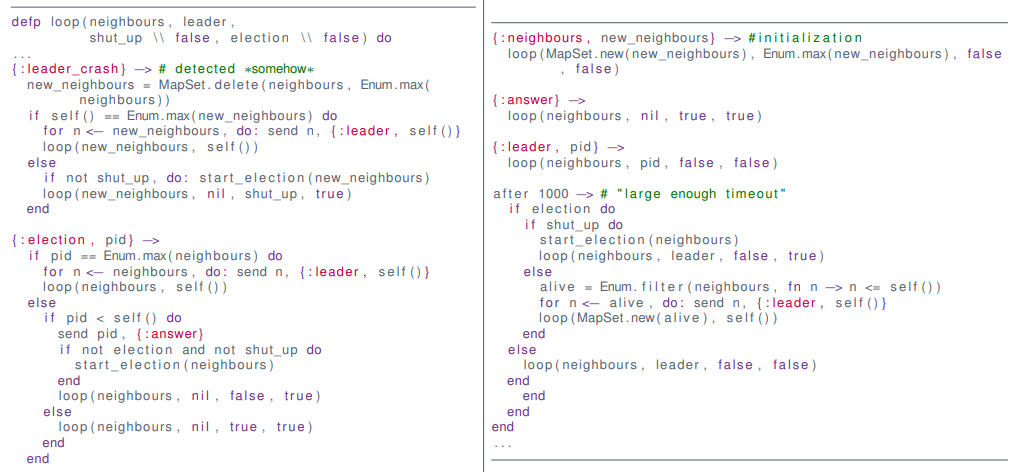 defp loop(neighbours, leader,
shut_up \\ false, election \\ false) do
...
{:leader_crash} -> # detected *somehow*
new_neighbours = MapSet.delete(neighbours, Enum.max(
neighbours))
if self() == Enum.max(new_neighbours) do
for n <- new_neighbours, do: send n, {:leader, self()}
loop(new_neighbours, self())
else
if not shut_up, do: start_election(new_neighbours)
loop(new_neighbours, nil, shut_up, true)
end
{:election, pid} ->
if pid == Enum.max(neighbours) do
for n <- neighbours, do: send n, {:leader, self()}
loop(neighbours, self())
else
if pid < self() do
send pid, {:answer}
if not election and not shut_up do
start_election(neighbours)
end
loop(neighbours, nil, false, true)
else
loop(neighbours, nil, true, true)
end
end
{:neighbours, new_neighbours} -> #initialization
loop(MapSet.new(new_neighbours), Enum.max(new_neighbours), false
, false)
{:answer} ->
loop(neighbours, nil, true, true)
{:leader, pid} ->
loop(neighbours, pid, false, false)
after 1000 -> # "large enough timeout"
if election do
if shut_up do
start_election(neighbours)
loop(neighbours, leader, false, true)
else
alive = Enum.filter(neighbours, fn n -> n <= self())
for n <- alive, do: send n, {:leader, self()}
loop(MapSet.new(alive), self())
end
else
loop(neighbours, leader, false, false)
end
end
end
end
...